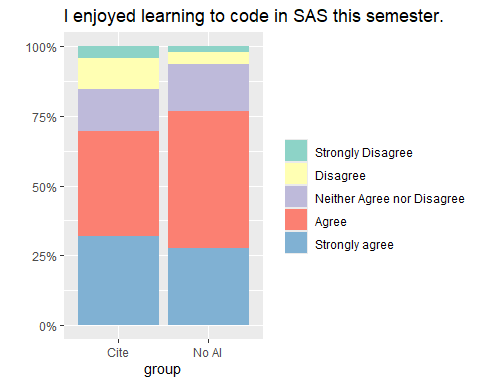 I enjoyed learning to code in SAS this semester.
100%
75%
50%
25%
0%
Cite
No AI
group
Strongly Disagree
Disagree
Neither Agree nor Disagree
Agree
Strongly agree